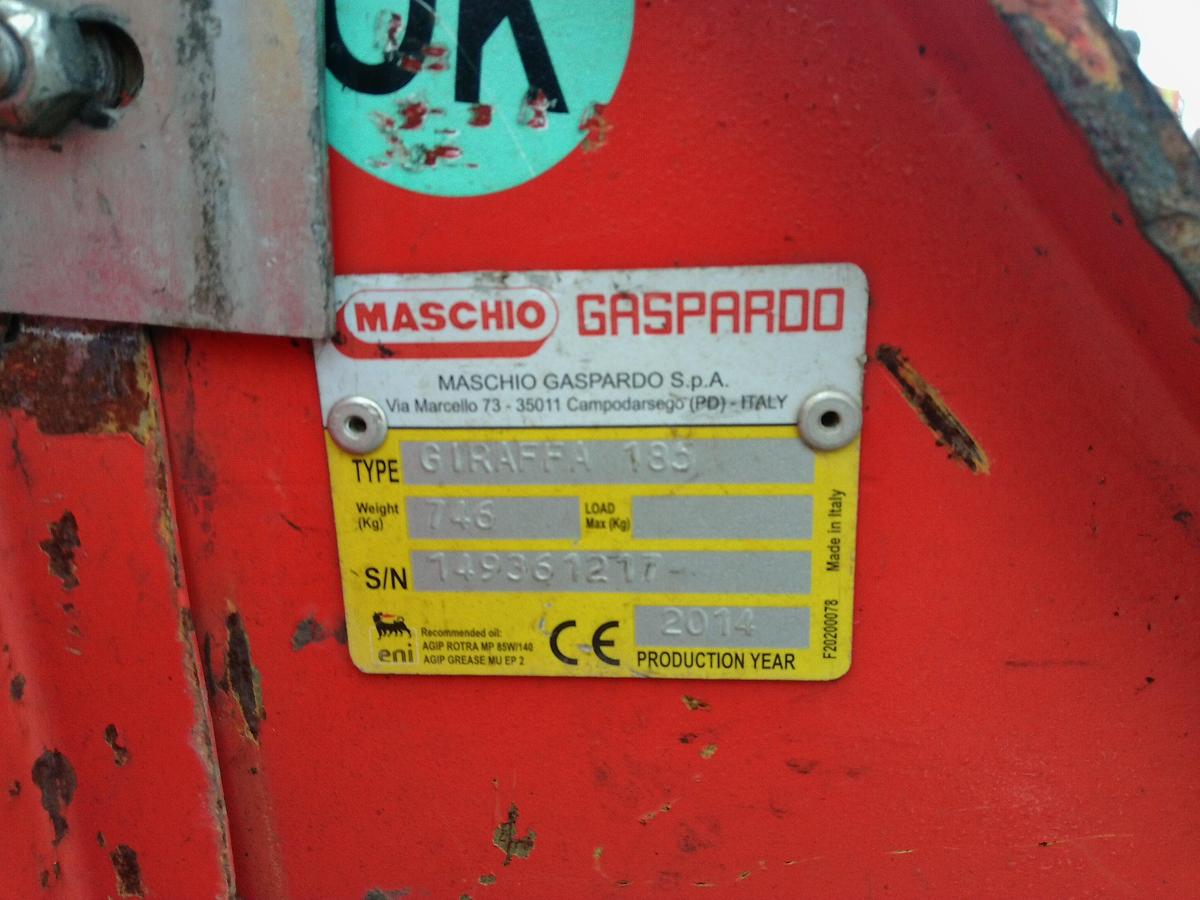 OK
MASCHIO GASPARDO
MASCHIO GASPARDO S.p.A.
Via Marcello 73 - 35011 Campodarsego (PD) - ITALY
TYPE GIRAFFA 185
Weight (Kg) 746 LOAD Max (Kg)
S/N 149361217-
eni
Recommended oil:
AGIP ROTRA MP 85W/140
AGIP GREASE MU EP 2
CE
2014
PRODUCTION YEAR
F20200078 Made in Italy